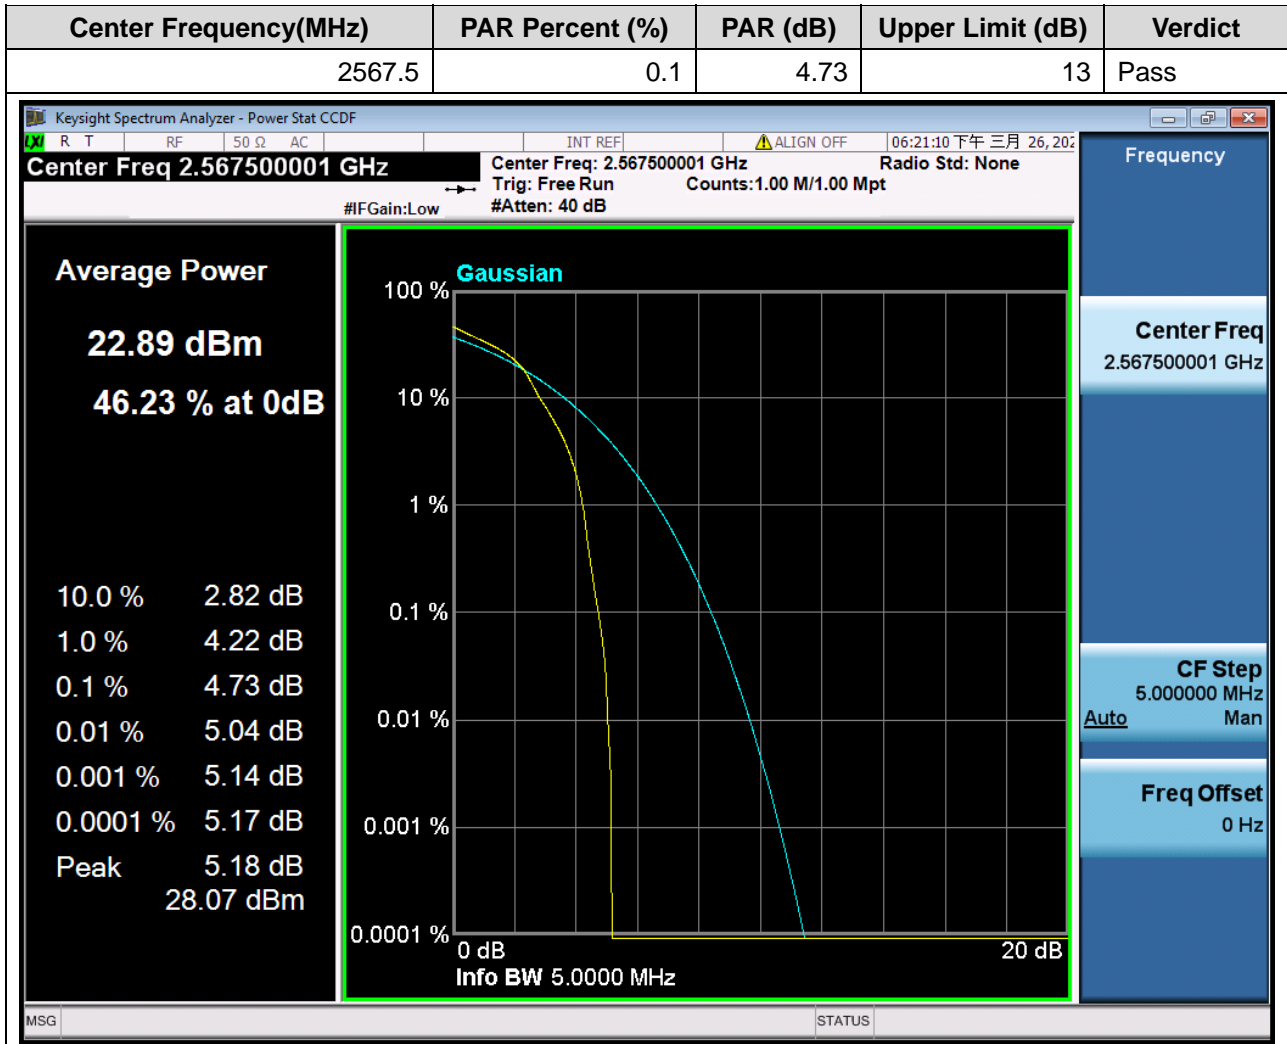 Center Frequency(MHz) PAR Percent (%) PAR (dB) Upper Limit (dB) Verdict
2567.5 0.1 4.73 13 Pass
Keysight Spectrum Analyzer - Power Stat CCDF
LXI R T RF 50 Ω AC INT REF ALIGN OFF 06:21:10 下午 三月 26, 202
Center Freq 2.567500001 GHz
#IFGain:Low
Center Freq: 2.567500001 GHz Radio Std: None
Trig: Free Run Counts:1.00 M/1.00 Mpt
#Atten: 40 dB
Average Power
22.89 dBm
46.23 % at 0dB
10.0 % 2.82 dB
1.0 % 4.22 dB
0.1 % 4.73 dB
0.01 % 5.04 dB
0.001 % 5.14 dB
0.0001 % 5.17 dB
Peak 5.18 dB
28.07 dBm
Gaussian
100 %
10 %
1 %
0.1 %
0.01 %
0.001 %
0.0001 %
0 dB 20 dB
Info BW 5.0000 MHz
Frequency
Center Freq
2.567500001 GHz
CF Step
5.000000 MHz
Auto Man
Freq Offset
0 Hz
MSG STATUS